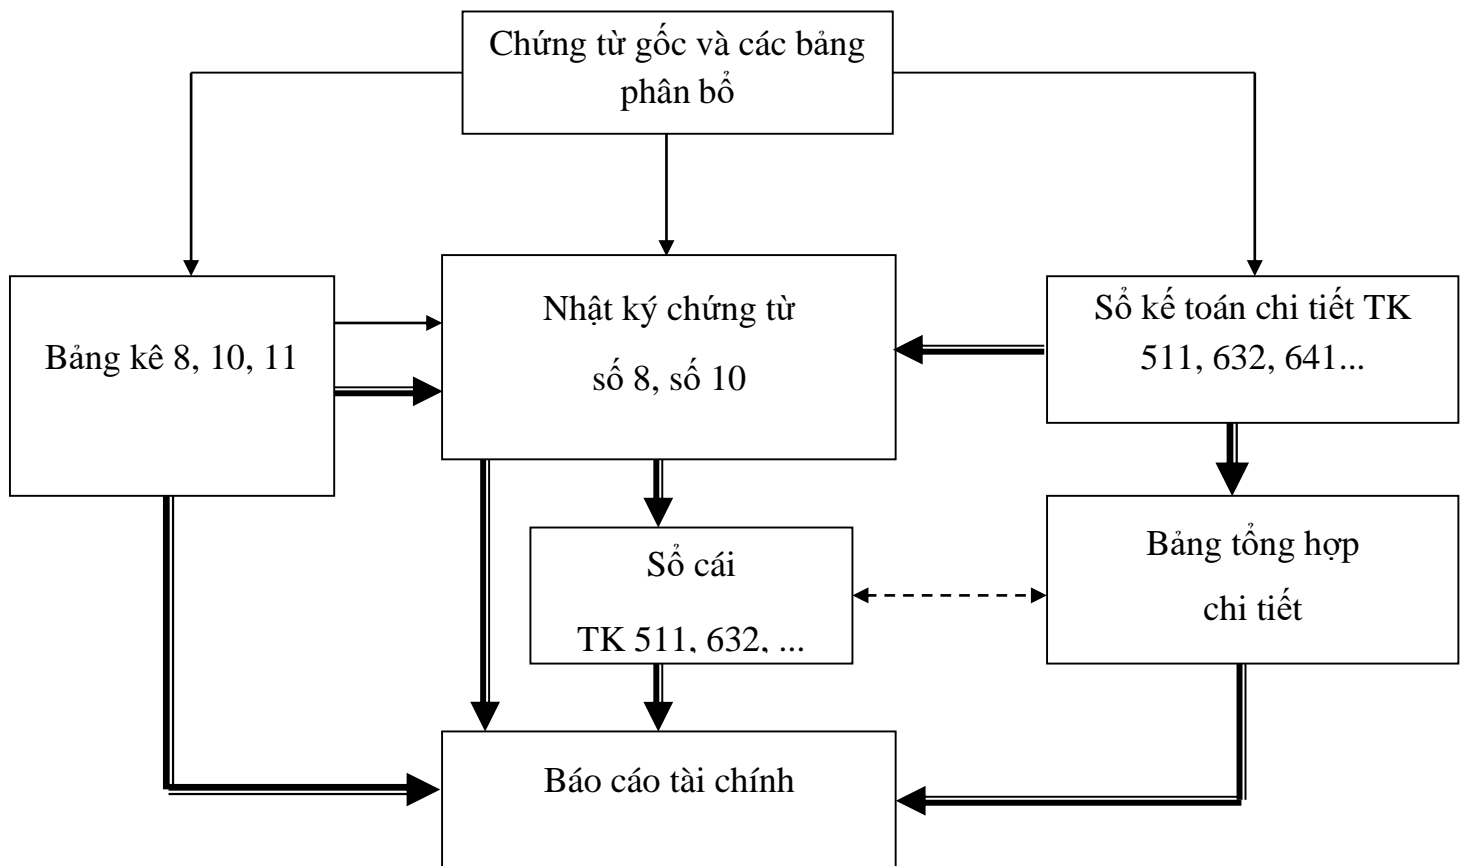 Chứng từ gốc và các bảng
phân bổ
Bảng kê 8, 10, 11
Nhật ký chứng từ
số 8, số 10
Sổ kế toán chi tiết TK
511, 632, 641...
Sổ cái
TK 511, 632, ...
Bảng tổng hợp
chi tiết
Báo cáo tài chính